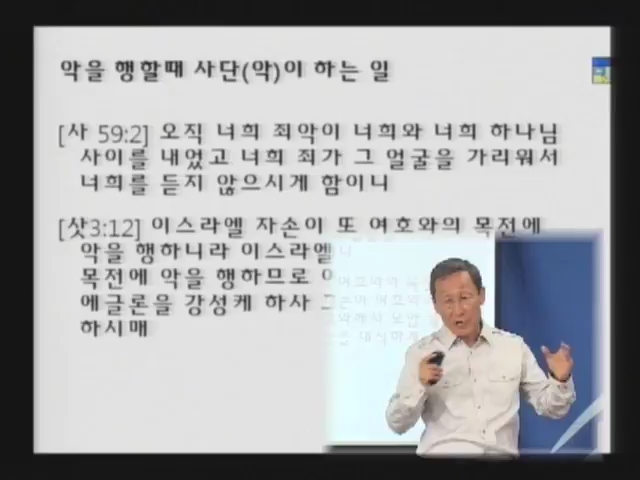 악을 행할때 사단(악)이 하는 일
[사 59:2] 오직 너희 죄악이 너희와 너희 하나님
사이를 내었고 너희 죄가 그 얼굴을 가리워서
너희를 듣지 않으시게 함이니
[삿3:12] 이스라엘 자손이 또 여호와의 목전에
악을 행하니라 이스라엘
목전에 악을 행하므로
에글론을 강성케 하사
하시매